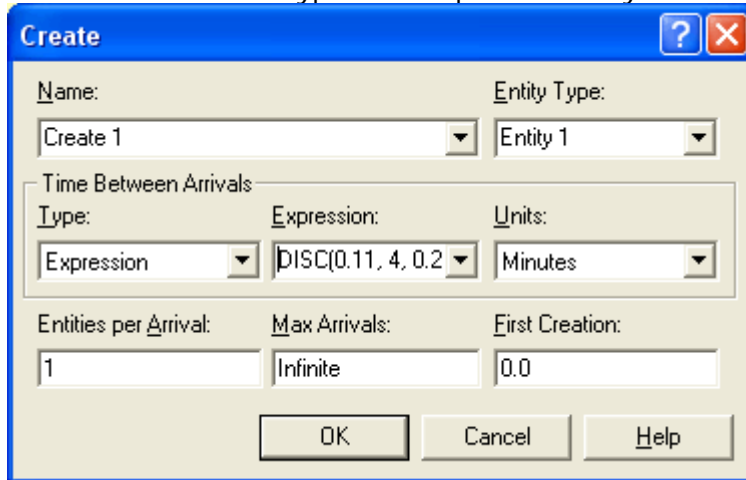 Create
Name: Entity Type:
Create 1 Entity 1
Time Between Arrivals
Type: Expression: Units:
Expression DISC(0.11, 4, 0.2 Minutes
Entities per Arrival: Max Arrivals: First Creation:
1 Infinite 0.0
OK Cancel Help